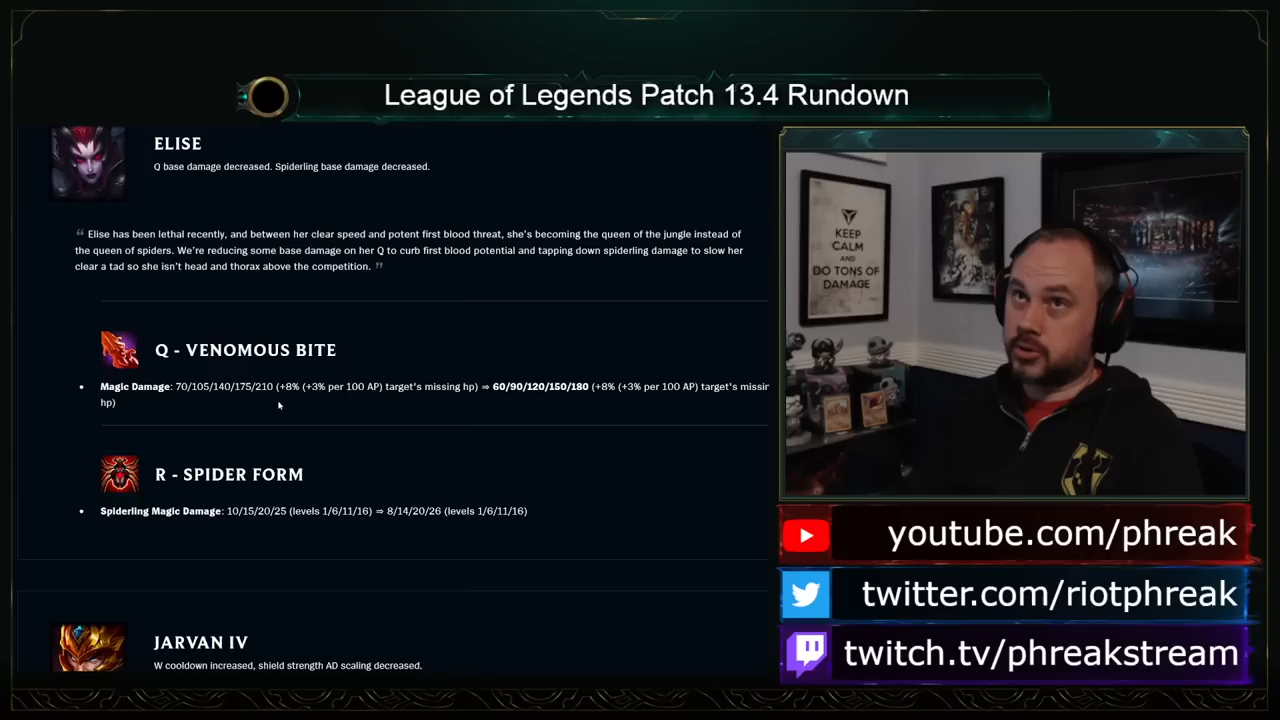 League of Legends Patch 13.4 Rundown
ELISE
Q base damage decreased. Spiderling base damage decreased.
“ Elise has been lethal recently, and between her clear speed and potent first blood threat, she's becoming the queen of the jungle instead of
the queen of spiders. We're reducing some base damage on her Q to curb first blood potential and tapping down spiderling damage to slow her
clear a tad so she isn't head and thorax above the competition. ”
Q - VENOMOUS BITE
• Magic Damage: 70/105/140/175/210 (+8% (+3% per 100 AP) target's missing hp) ⇒ 60/90/120/150/180 (+8% (+3% per 100 AP) target's missin
hp)
R - SPIDER FORM
• Spiderling Magic Damage: 10/15/20/25 (levels 1/6/11/16) ⇒ 8/14/20/26 (levels 1/6/11/16)
JARVAN IV
W cooldown increased, shield strength AD scaling decreased.
KEEP
CALM
AND
DO TONS OF
DAMAGE
youtube.com/phreak
twitter.com/riotphreak
twitch.tv/phreakstream